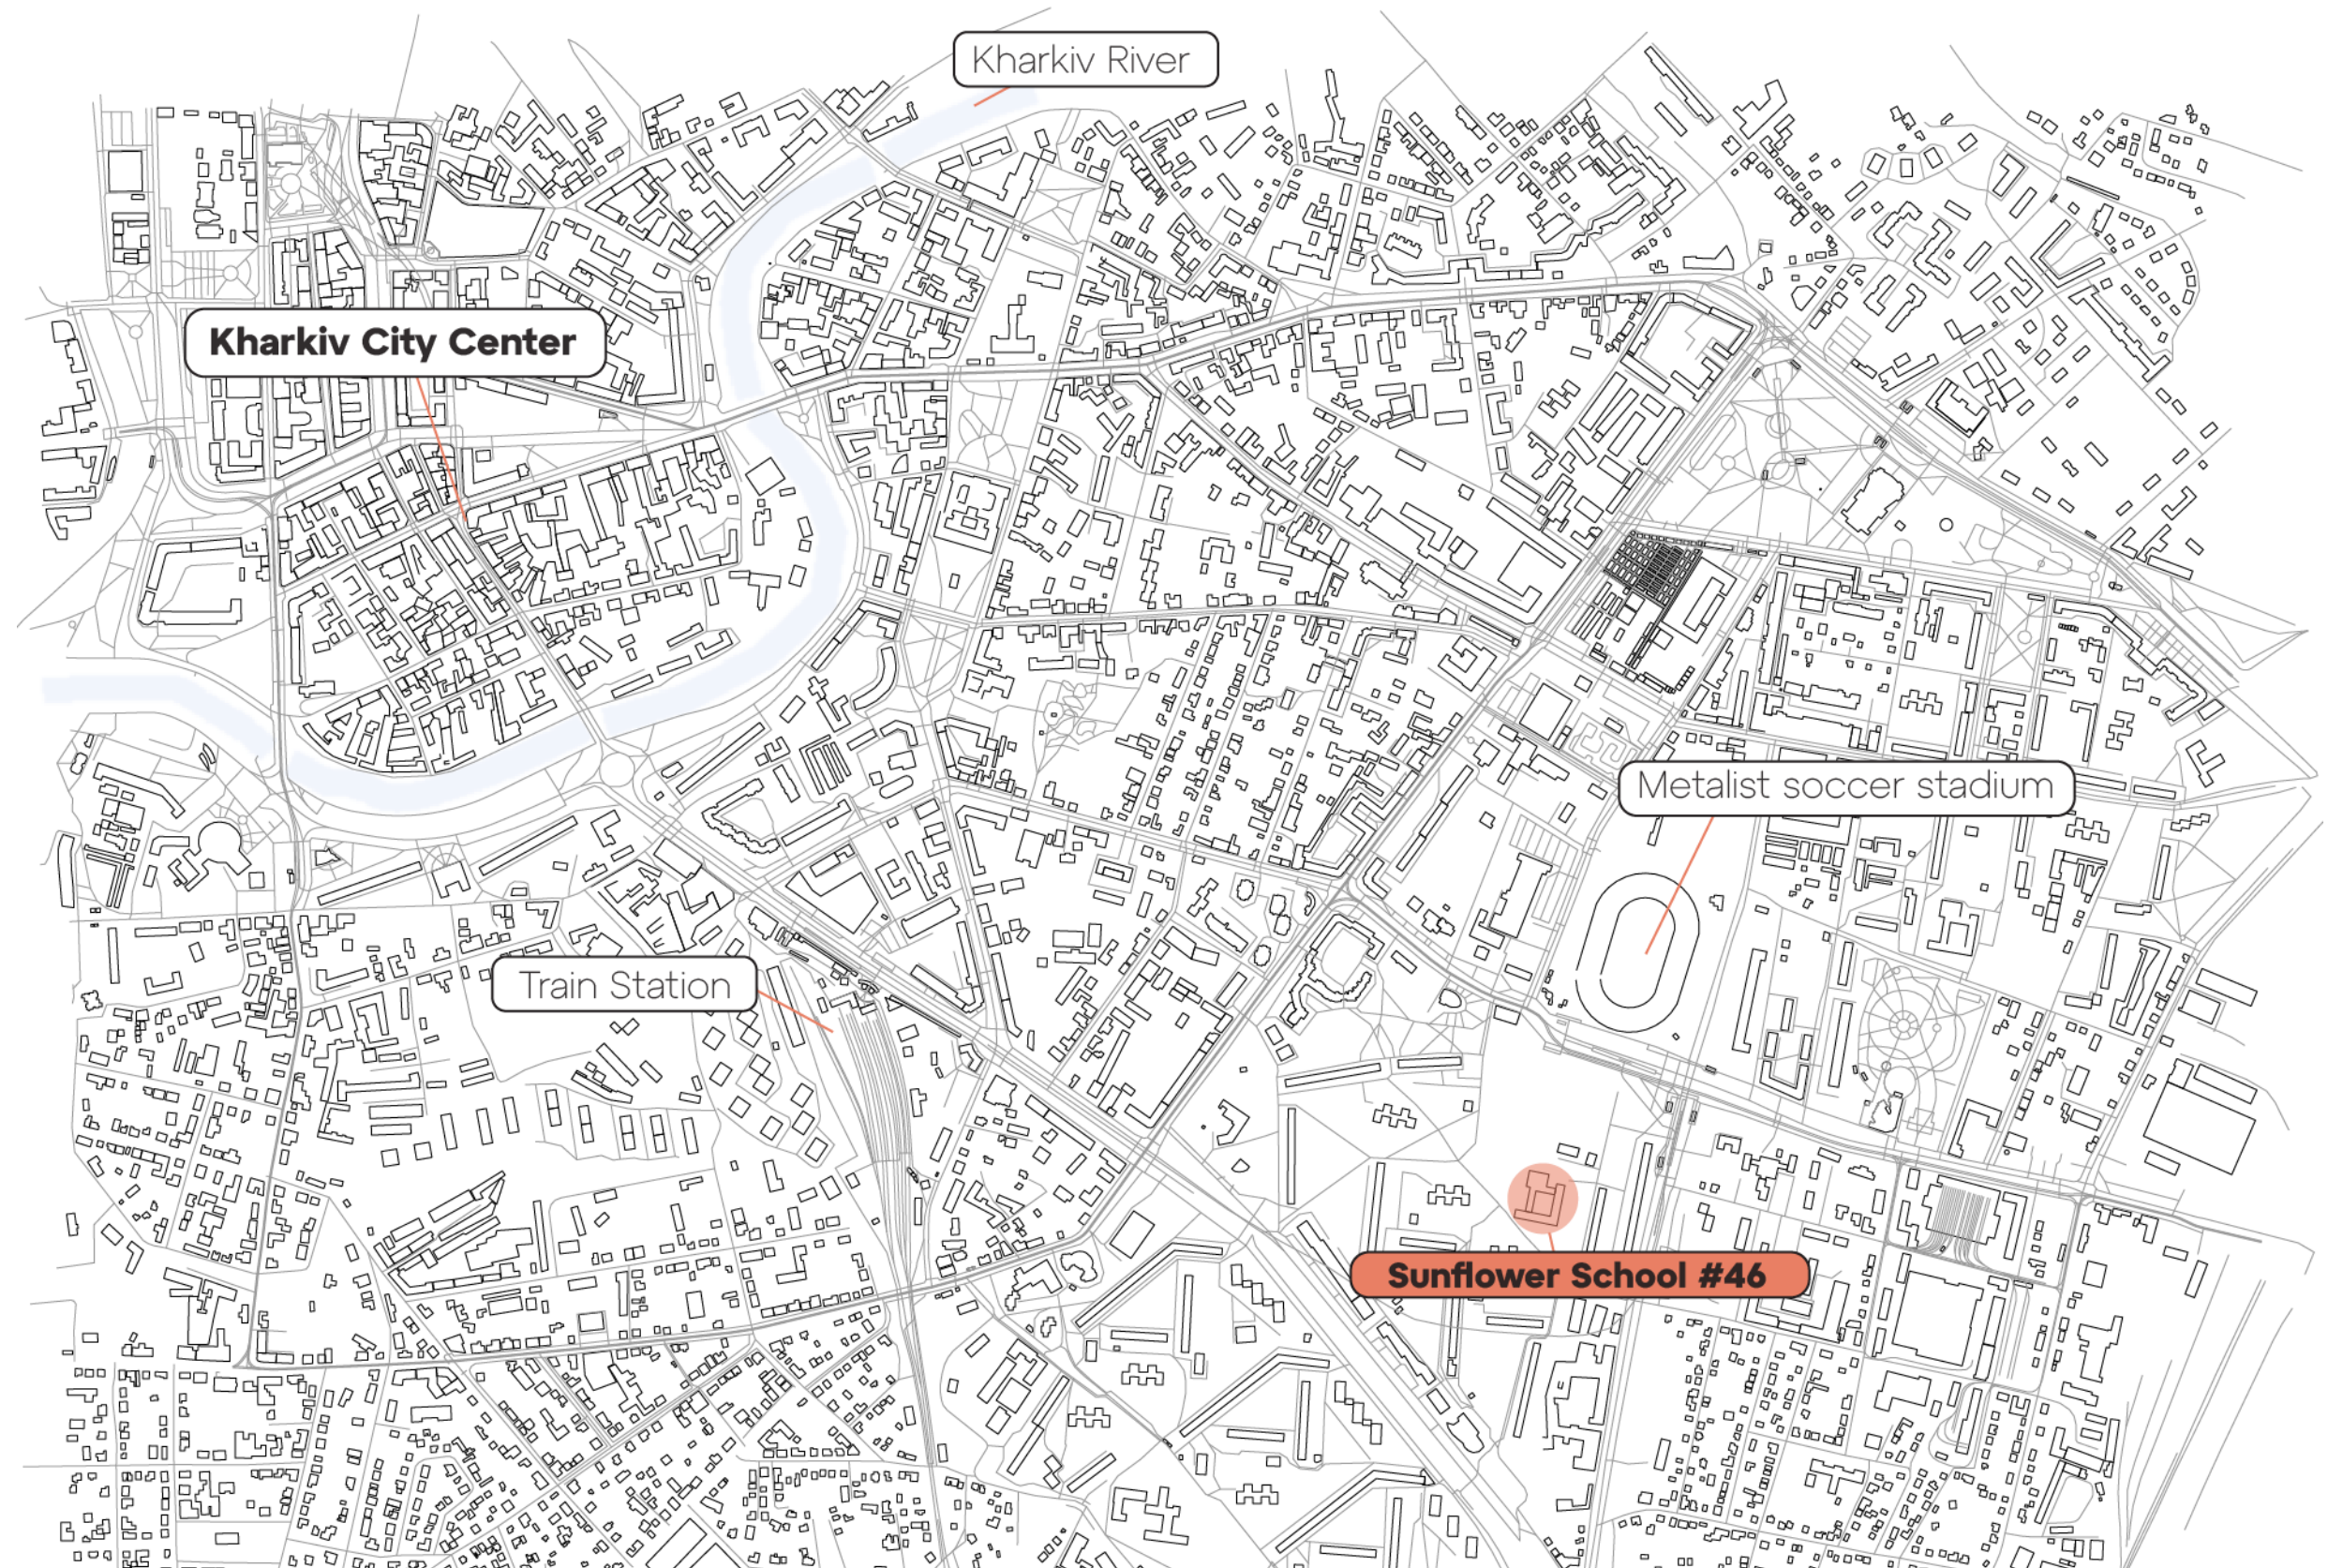 Kharkiv River
Kharkiv City Center
Metalist soccer stadium
Train Station
Sunflower School #46